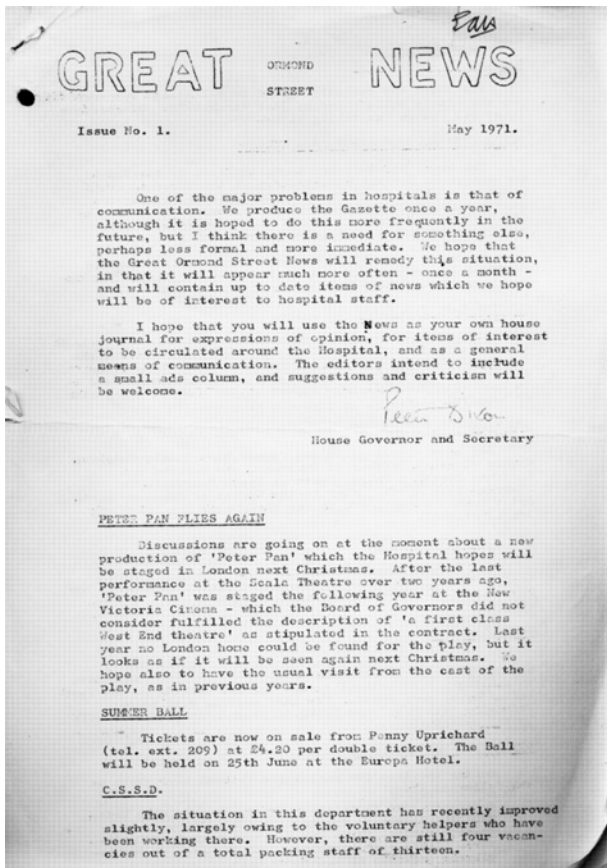 GREAT ORMOND STREET NEWS
Issue No. 1. May 1971.
One of the major problems in hospitals is that of
communication. We produce the Gazette once a year,
although it is hoped to do this more frequently in the
future, but I think there is a need for something else,
perhaps less formal and more immediate. We hope that
the Great Ormond Street News will remedy this situation,
in that it will appear much more often - once a month -
and will contain up to date items of news which we hope
will be of interest to hospital staff.
I hope that you will use the News as your own house
journal for expressions of opinion, for items of interest
to be circulated around the Hospital, and as a general
means of communication. The editors intend to include
a small ads column, and suggestions and criticism will
be welcome.
House Governor and Secretary
PETER PAN FLIES AGAIN
Discussions are going on at the moment about a new
production of 'Peter Pan' which the Hospital hopes will
be staged in London next Christmas. After the last
performance at the Scala Theatre over two years ago,
'Peter Pan' was staged the following year at the New
Victoria Cinema - which the Board of Governors did not
consider fulfilled the description of 'a first class
West End theatre' as stipulated in the contract. Last
year no London home could be found for the play, but it
looks as if it will be seen again next Christmas. We
hope also to have the usual visit from the cast of the
play, as in previous years.
SUMMER BALL
Tickets are now on sale from Penny Uprichard
(tel. ext. 209) at £4.20 per double ticket. The Ball
will be held on 25th June at the Europa Hotel.
C.S.S.D.
The situation in this department has recently improved
slightly, largely owing to the voluntary helpers who have
been working there. However, there are still four vacan-
cies out of a total packing staff of thirteen.